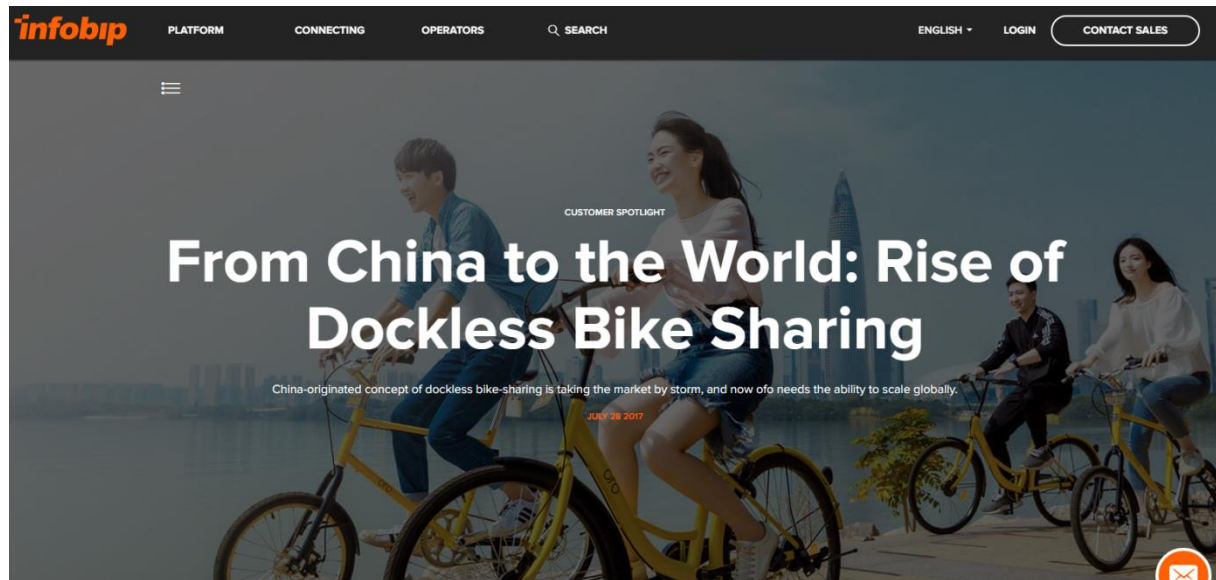 infobip
PLATFORM
CONNECTING
OPERATORS
SEARCH
ENGLISH
LOGIN
CONTACT SALES
CUSTOMER SPOTLIGHT
From China to the World: Rise of
Dockless Bike Sharing
China-originated concept of dockless bike-sharing is taking the market by storm, and now ofo needs the ability to scale globally.
JULY 28 2017
ofo
ofo